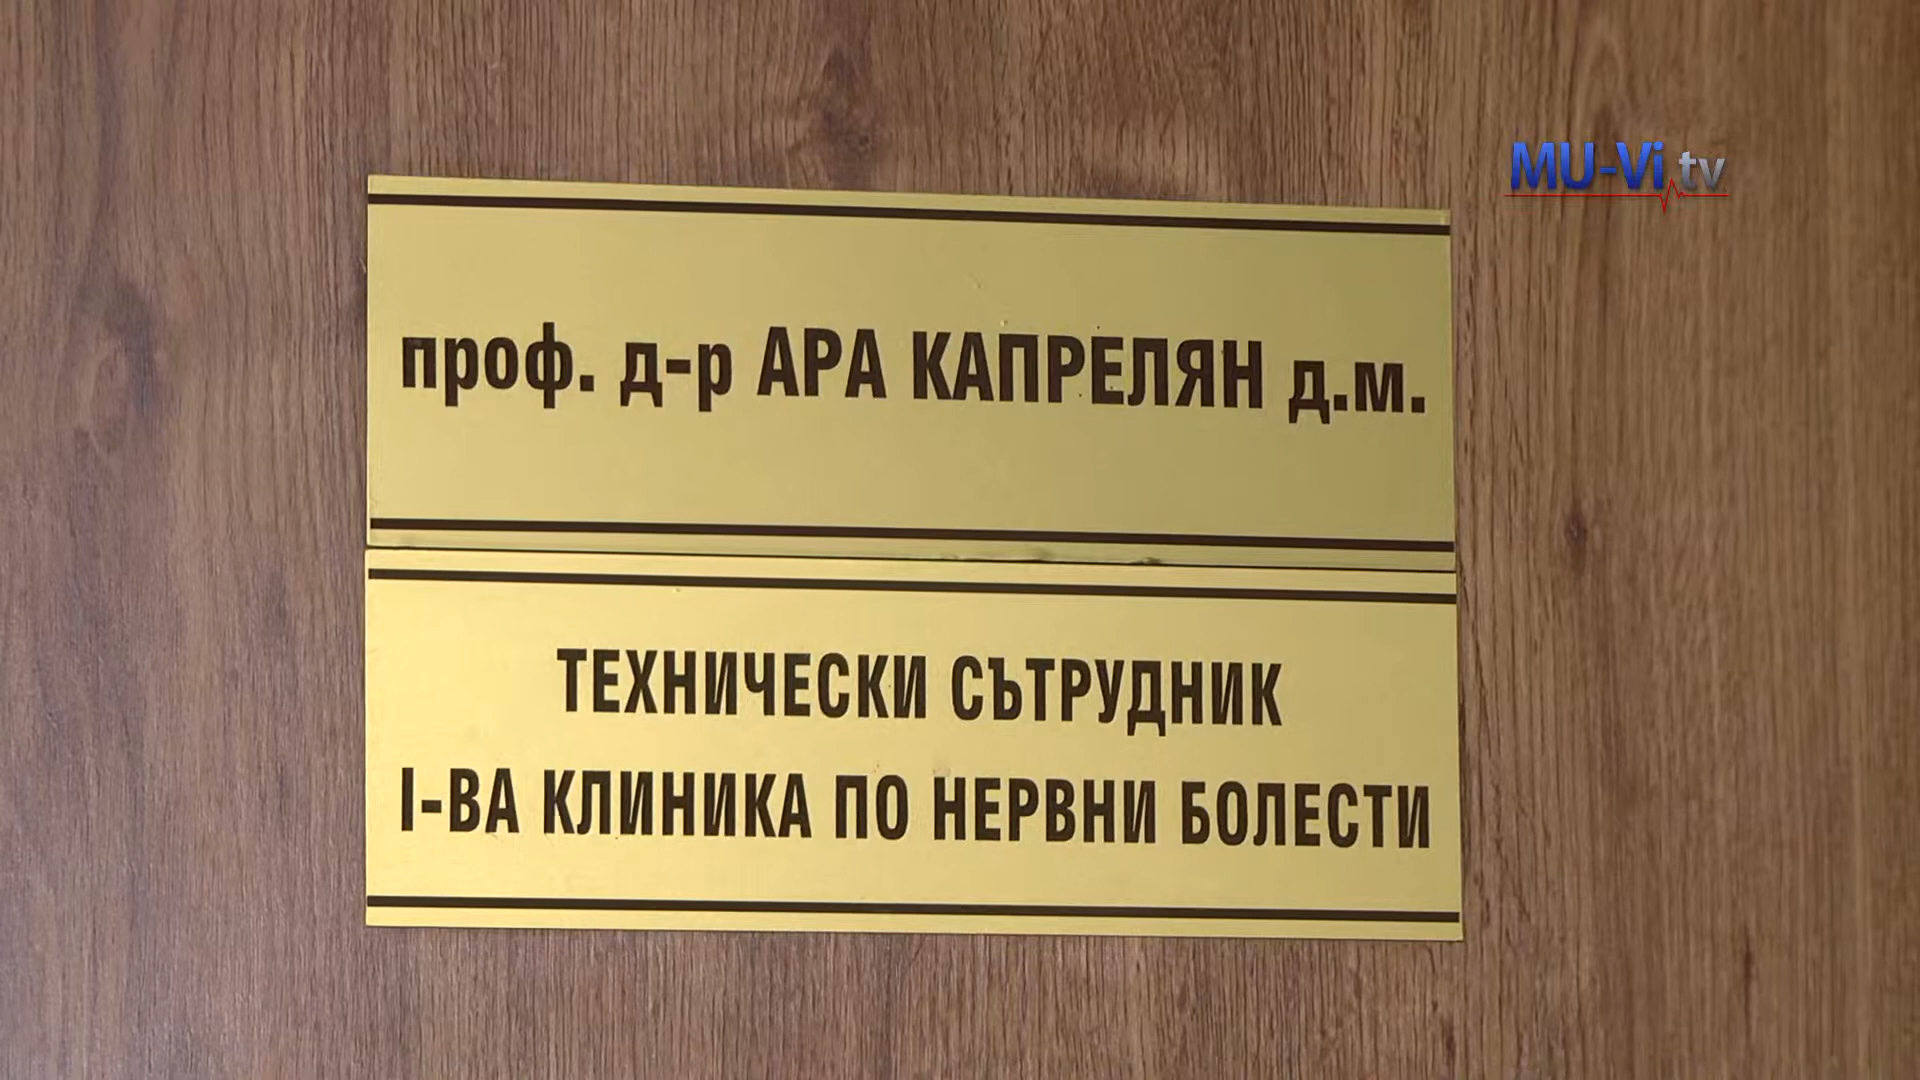 MU-Vi.tv
проф. д-р АРА КАПРЕЛЯН д.м.
ТЕХНИЧЕСКИ СЪТРУДНИК
I-ВА КЛИНИКА ПО НЕРВНИ БОЛЕСТИ